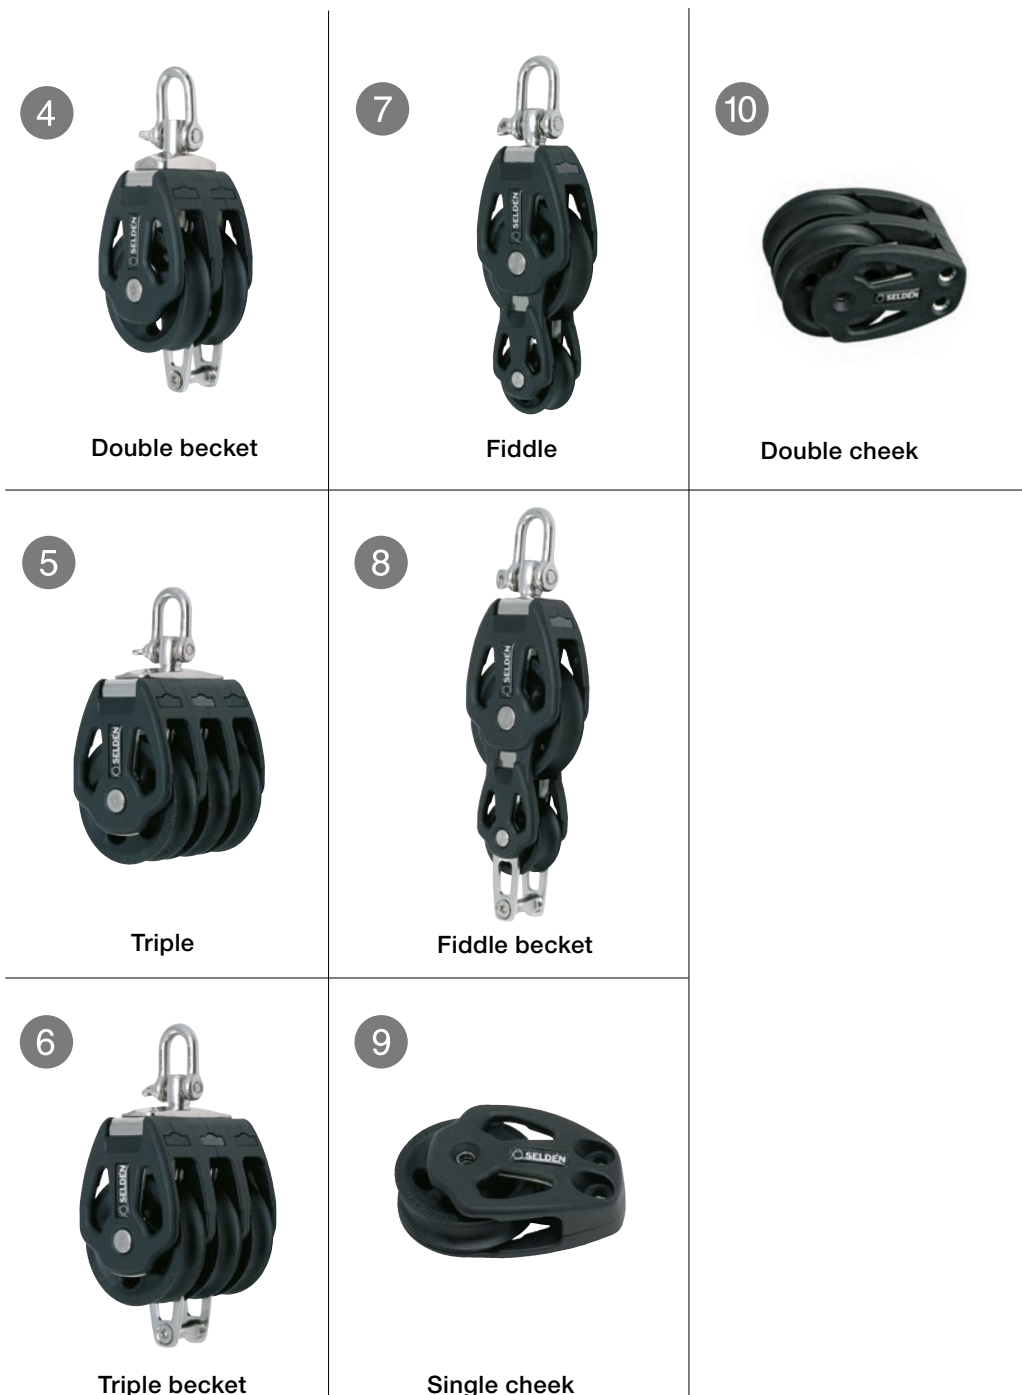 4
SELDÉN
Double becket
7
SELDÉN
Fiddle
10
SELDÉN
Double cheek
5
SELDÉN
Triple
8
SELDÉN
Fiddle becket
6
SELDÉN
Triple becket
9
SELDÉN
Single cheek